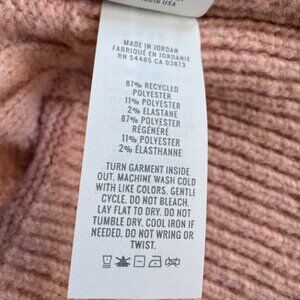 10018 USA
MADE IN JORDAN
FABRIQUÉ EN JORDANIE
RN 54485 CA 03873
87% RECYCLED
POLYESTER
11% POLYESTER
2% ELASTANE
87% POLYESTER
RÉGÉNÉRÉ
11% POLYESTER
2% ÉLASTHANNE
TURN GARMENT INSIDE
OUT. MACHINE WASH COLD
WITH LIKE COLORS. GENTLE
CYCLE. DO NOT BLEACH.
LAY FLAT TO DRY. DO NOT
TUMBLE DRY. COOL IRON IF
NEEDED. DO NOT WRING OR
TWIST.